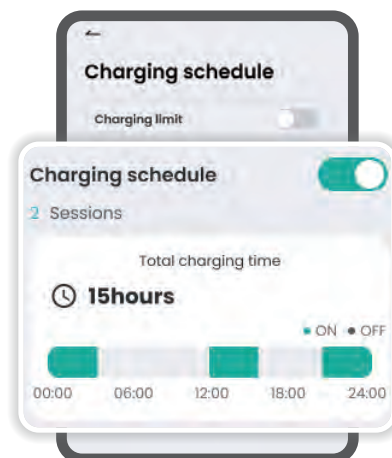 Charging schedule
Charging limit
Charging schedule
2 Sessions
Total charging time
15hours
ON OFF
00:00 06:00 12:00 18:00 24:00